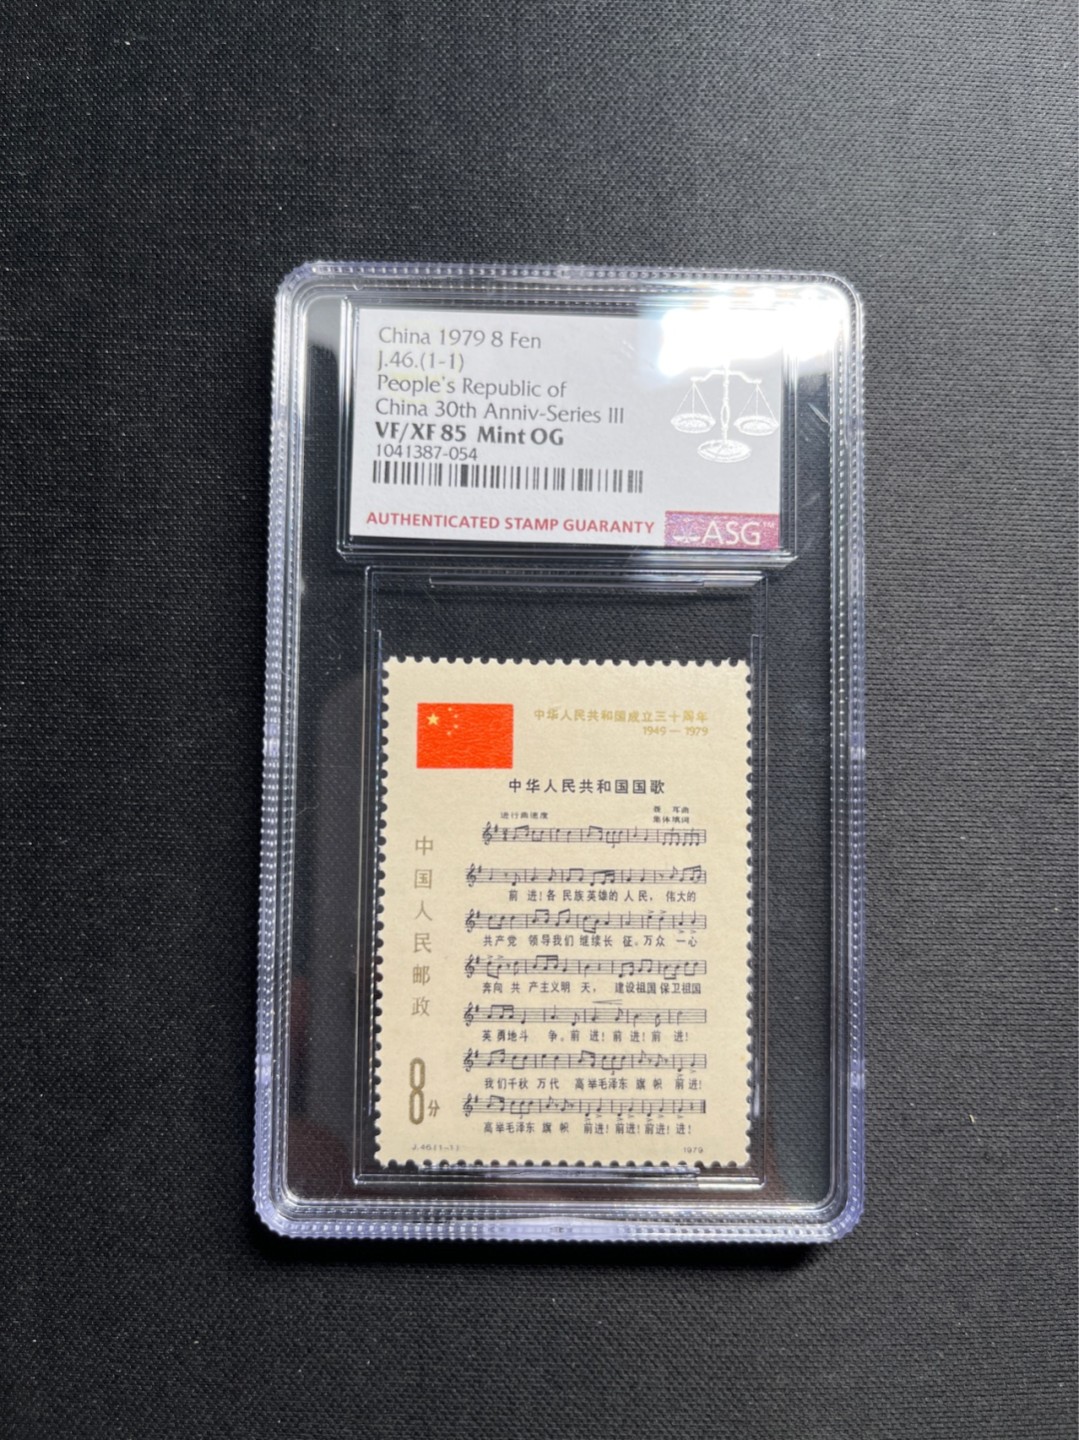 China 1979 8 Fen
J.46.(1-1)
People's Republic of
China 30th Anniv-Series III
VF/XF 85 Mint OG
1041387-054
AUTHENTICATED STAMP GUARANTY
ASG™
中华人民共和国成立三十周年
1949—1979
中华人民共和国国歌
进行曲速度
聂耳曲
集体填词
前进!各民族英雄的人民，伟大的
共产党领导我们继续长征。万众一心
奔向共产主义明天，建设祖国保卫祖国
英勇地斗争。前进!前进!前进!
我们千秋万代高举毛泽东旗帜前进!
高举毛泽东旗帜前进!前进!前进!进!
中国人民邮政
8分
J.46(1-1)
1979